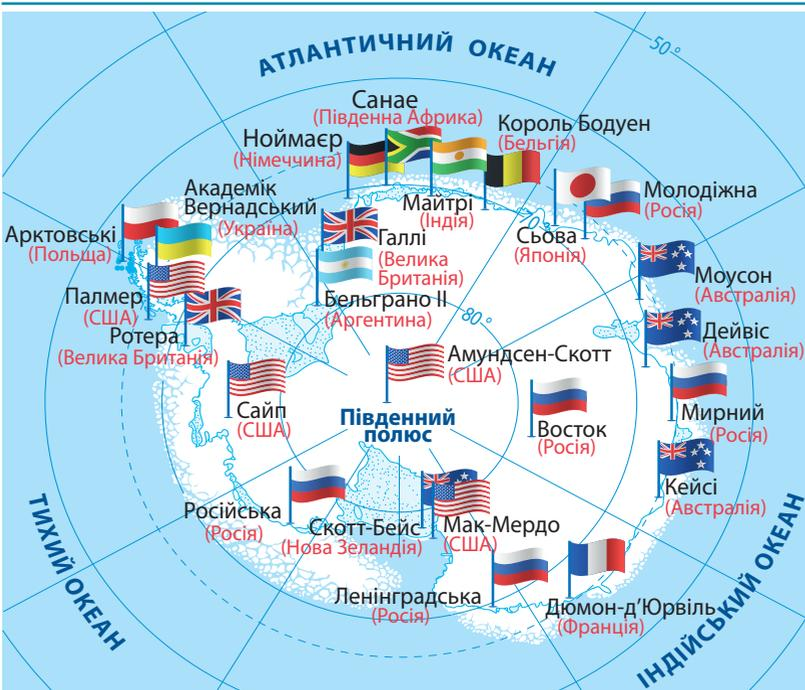 50°
АТЛАНТИЧНИЙ ОКЕАН
Санае
(Південна Африка)
Ноймаєр
(Німеччина)
Король Бодуен
(Бельгія)
Академік
Вернадський
(Україна)
Майтрі
(Індія)
Молодіжна
(Росія)
Арктовські
(Польща)
Галлі
(Велика
Британія)
Сьова
(Японія)
Моусон
(Австралія)
Палмер
(США)
Бельграно ІІ
(Аргентина)
80°
Ротера
(Велика Британія)
Дейвіс
(Австралія)
Амундсен-Скотт
(США)
Сайп
(США)
Південний
полюс
Восток
(Росія)
Мирний
(Росія)
Кейсі
(Австралія)
Російська
(Росія)
Скотт-Бейс
(Нова Зеландія)
Мак-Мердо
(США)
Ленінградська
(Росія)
Дюмон-д’Юрвіль
(Франція)
ТИХИЙ ОКЕАН
ІНДІЙСЬКИЙ ОКЕАН